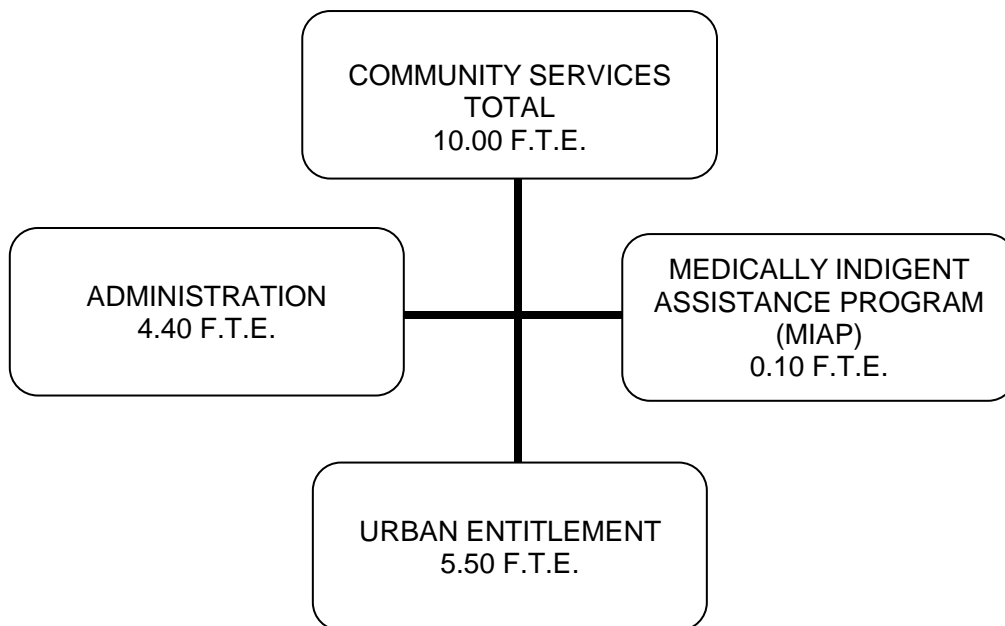 COMMUNITY SERVICES
TOTAL
10.00 F.T.E.
ADMINISTRATION
4.40 F.T.E.
MEDICALLY INDIGENT
ASSISTANCE PROGRAM
(MIAP)
0.10 F.T.E.
URBAN ENTITLEMENT
5.50 F.T.E.